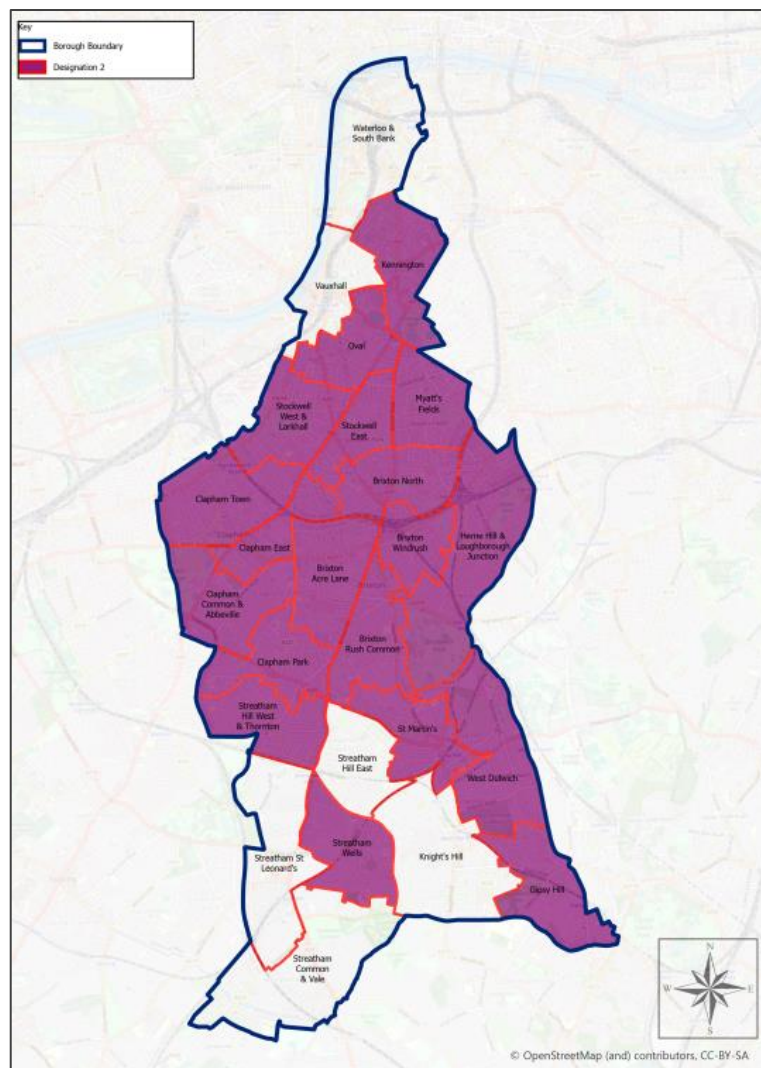 Key
Borough Boundary
Designation 2
Waterloo &
South Bank
Kennington
Vauxhall
Oval
Stockwell
West &
Larkhall
Stockwell
East
Myatt's
Fields
Brixton North
Clapham Town
Clapham East
Brixton
Windrush
Herne Hill &
Loughborough
Junction
Brixton
Acre Lane
Clapham
Common &
Abbeville
Brixton
Rush Common
Clapham Park
Streatham
Hill West
& Thornton
St Martin's
Streatham
Hill East
West Dulwich
Streatham
Wells
Streatham St
Leonard's
Knight's Hill
Gipsy Hill
Streatham
Common
& Vale
N
W
E
S
© OpenStreetMap (and) contributors, CC-BY-SA